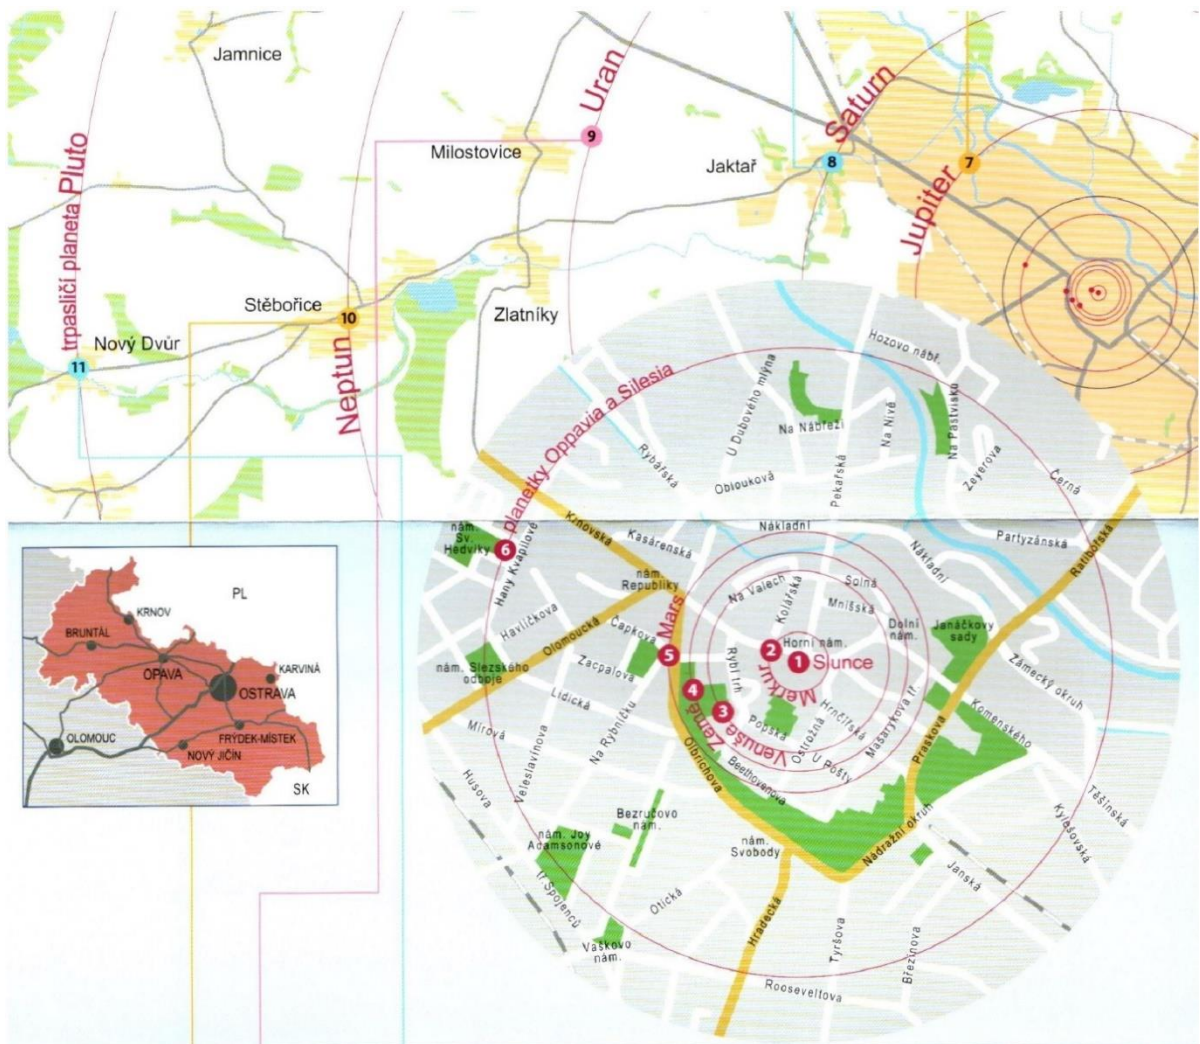 Jamnice
Uran
Saturn
trpasličí planeta Pluto
9
Milostovice
Jaktař
8
7
Jupiter
Stěbořice
10
Zlatníky
Nový Dvůr
11
Neptun
planetky Oppavia a Silesia
Hozovo nábř.
U Dubového mlýna
Na Nábřeží
Na Nivě
Na Pastvisku
Rybářská
Oblouková
Pekařská
Zeyerova
Černá
nám.
Sv.
Hedviky
6
Hany Kvapilové
Krnovská
Kasárenská
Nákladní
Nákladní
Partyzánská
Ratibořská
nám.
Republiky
Na Valech
Kolářská
Solná
Mnišská
Havlíčkova
Olomoucká
Čapkova
Mars
5
Rybí trh
2
Horní nám.
1
Slunce
Merkur
Dolní
nám.
Janáčkovy
sady
nám. Slezského
odboje
Zacpalova
Lidická
4
Země
3
Venuše
Popská
Ostrožná
Hrnčířská
U Pošty
Masarykova tř.
Zámecký okruh
Komenského
Praskova
Mírová
Na Rybníčku
Olbrichova
Beethovenova
Husova
Veleslavínova
Těšínská
Kylešovská
Bezručovo
nám.
nám. Joy
Adamsonové
nám.
Svobody
Nádražní okruh
Janská
tř. Spojenců
Otická
Hradecká
Vaškovo
nám.
Tyršova
Březinova
Rooseveltova
PL
KRNOV
BRUNTÁL
OPAVA
KARVINÁ
OSTRAVA
OLOMOUC
FRÝDEK-MÍSTEK
NOVÝ JIČÍN
SK